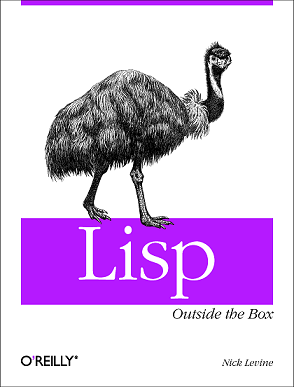 Lisp
Outside the Box
O'REILLY®
Nick Levine